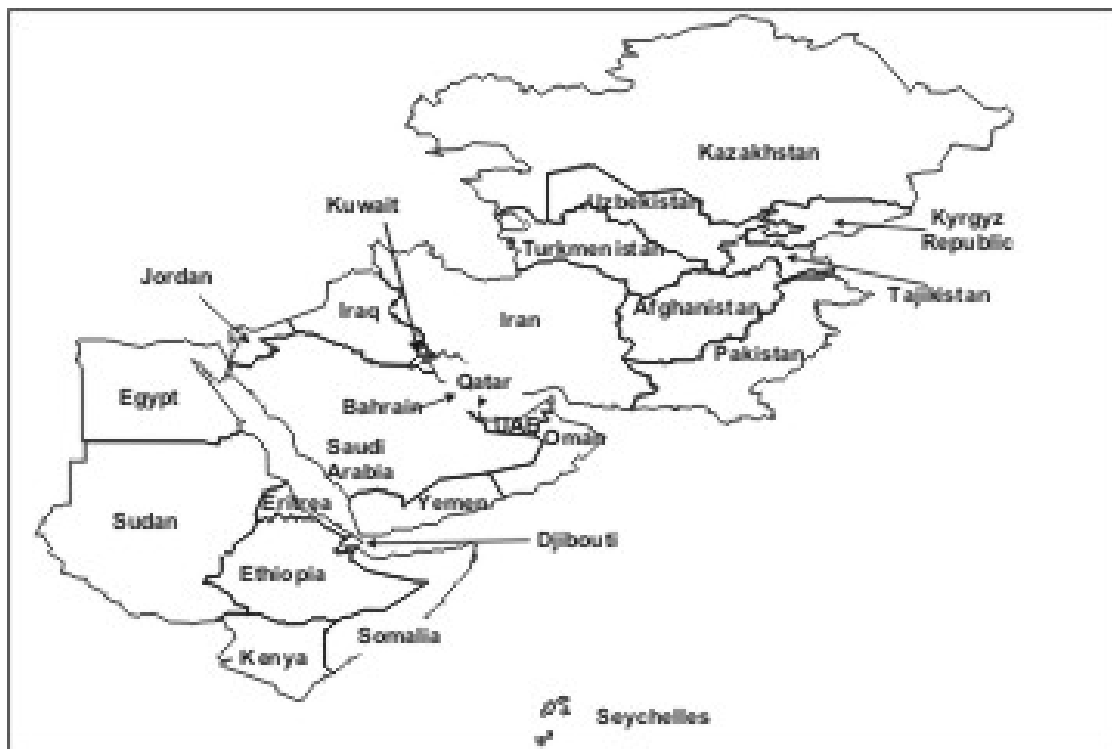 Kazakhstan
Uzbekistan
Kuwait
Kyrgyz
Republic
Turkmenistan
Jordan
Tajikistan
Iraq
Iran
Afghanistan
Pakistan
Qatar
Egypt
Bahrain
UAE
Oman
Saudi
Arabia
Eritrea
Yemen
Sudan
Djibouti
Ethiopia
Somalia
Kenya
Seychelles